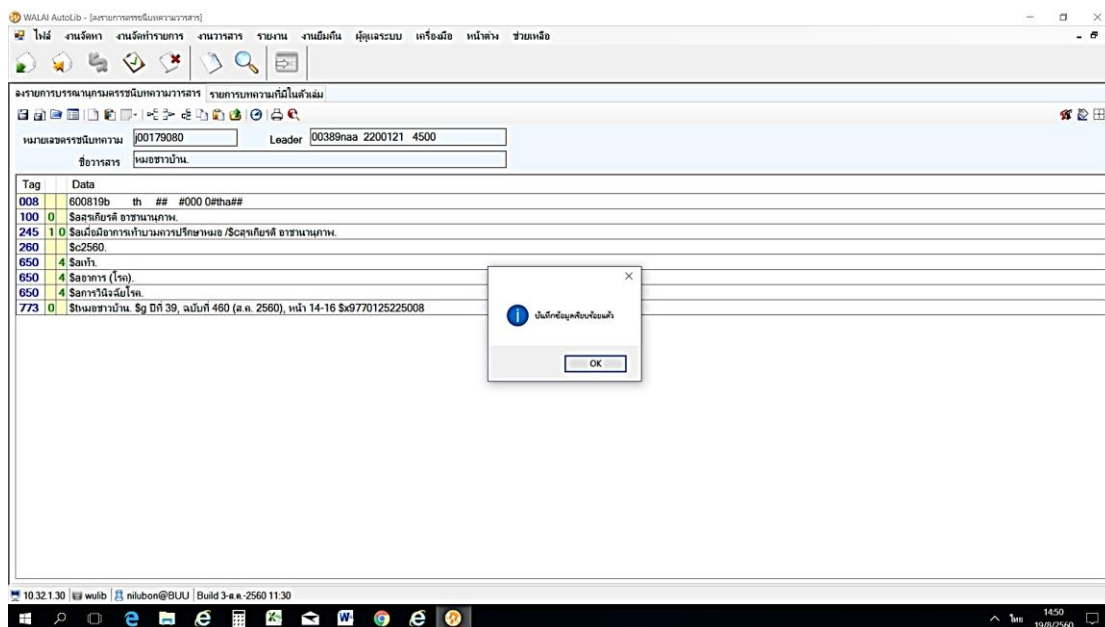 WALAI AutoLib - [ลงรายการดรรชนีบทความวารสาร]
ไฟล์ งานจัดหา งานจัดทำรายการ งานวารสาร รายงาน งานยืมคืน ผู้ดูแลระบบ เครื่องมือ หน้าต่าง ช่วยเหลือ
ลงรายการบรรณานุกรมดรรชนีบทความวารสาร รายการบทความที่มีในตัวเล่ม
หมายเลขดรรชนีบทความ j00179080 Leader 00389naa 2200121 4500
ชื่อวารสาร หมอชาวบ้าน.
Tag Data
008 600819b th ## #000 0#tha##
100 0 $aสุรเกียรติ อาชานานุภาพ.
245 1 0 $aเมื่อมีอาการเท้าบวมควรปรึกษาหมอ /$cสุรเกียรติ อาชานานุภาพ.
260 $c2560.
650 4 $aเท้า.
650 4 $aอาการ (โรค).
650 4 $aการวินิจฉัยโรค.
773 0 $tหมอชาวบ้าน. $g ปีที่ 39, ฉบับที่ 460 (ส.ค. 2560), หน้า 14-16 $x9770125225008
บันทึกข้อมูลเรียบร้อยแล้ว
OK
10.32.1.30 wulib nilubon@BUU Build 3-ส.ค.-2560 11:30
ไทย 14:50
19/8/2560